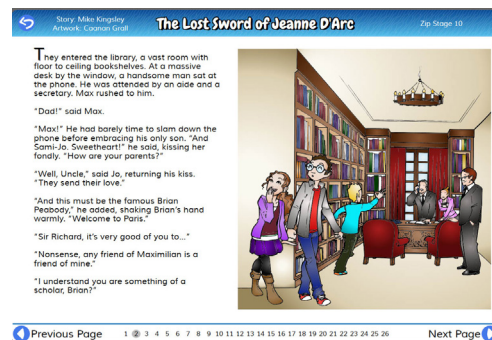 Story: Mike Kingsley
Artwork: Caanan Grall
The Lost Sword of Jeanne D'Arc
Zip Stage 10
They entered the library, a vast room with
floor to ceiling bookshelves. At a massive
desk by the window, a handsome man sat at
the phone. He was attended by an aide and a
secretary. Max rushed to him.
"Dad!" said Max.
"Max!" He had barely time to slam down the
phone before embracing his only son. "And
Sami-Jo. Sweetheart!" he said, kissing her
fondly. "How are your parents?"
"Well, Uncle," said Jo, returning his kiss.
"They send their love."
"And this must be the famous Brian
Peabody," he added, shaking Brian's hand
warmly. "Welcome to Paris."
"Sir Richard, it's very good of you to..."
"Nonsense, any friend of Maximilian is a
friend of mine."
"I understand you are something of a
scholar, Brian?"
Previous Page 1 2 3 4 5 6 7 8 9 10 11 12 13 14 15 16 17 18 19 20 21 22 23 24 25 26 Next Page